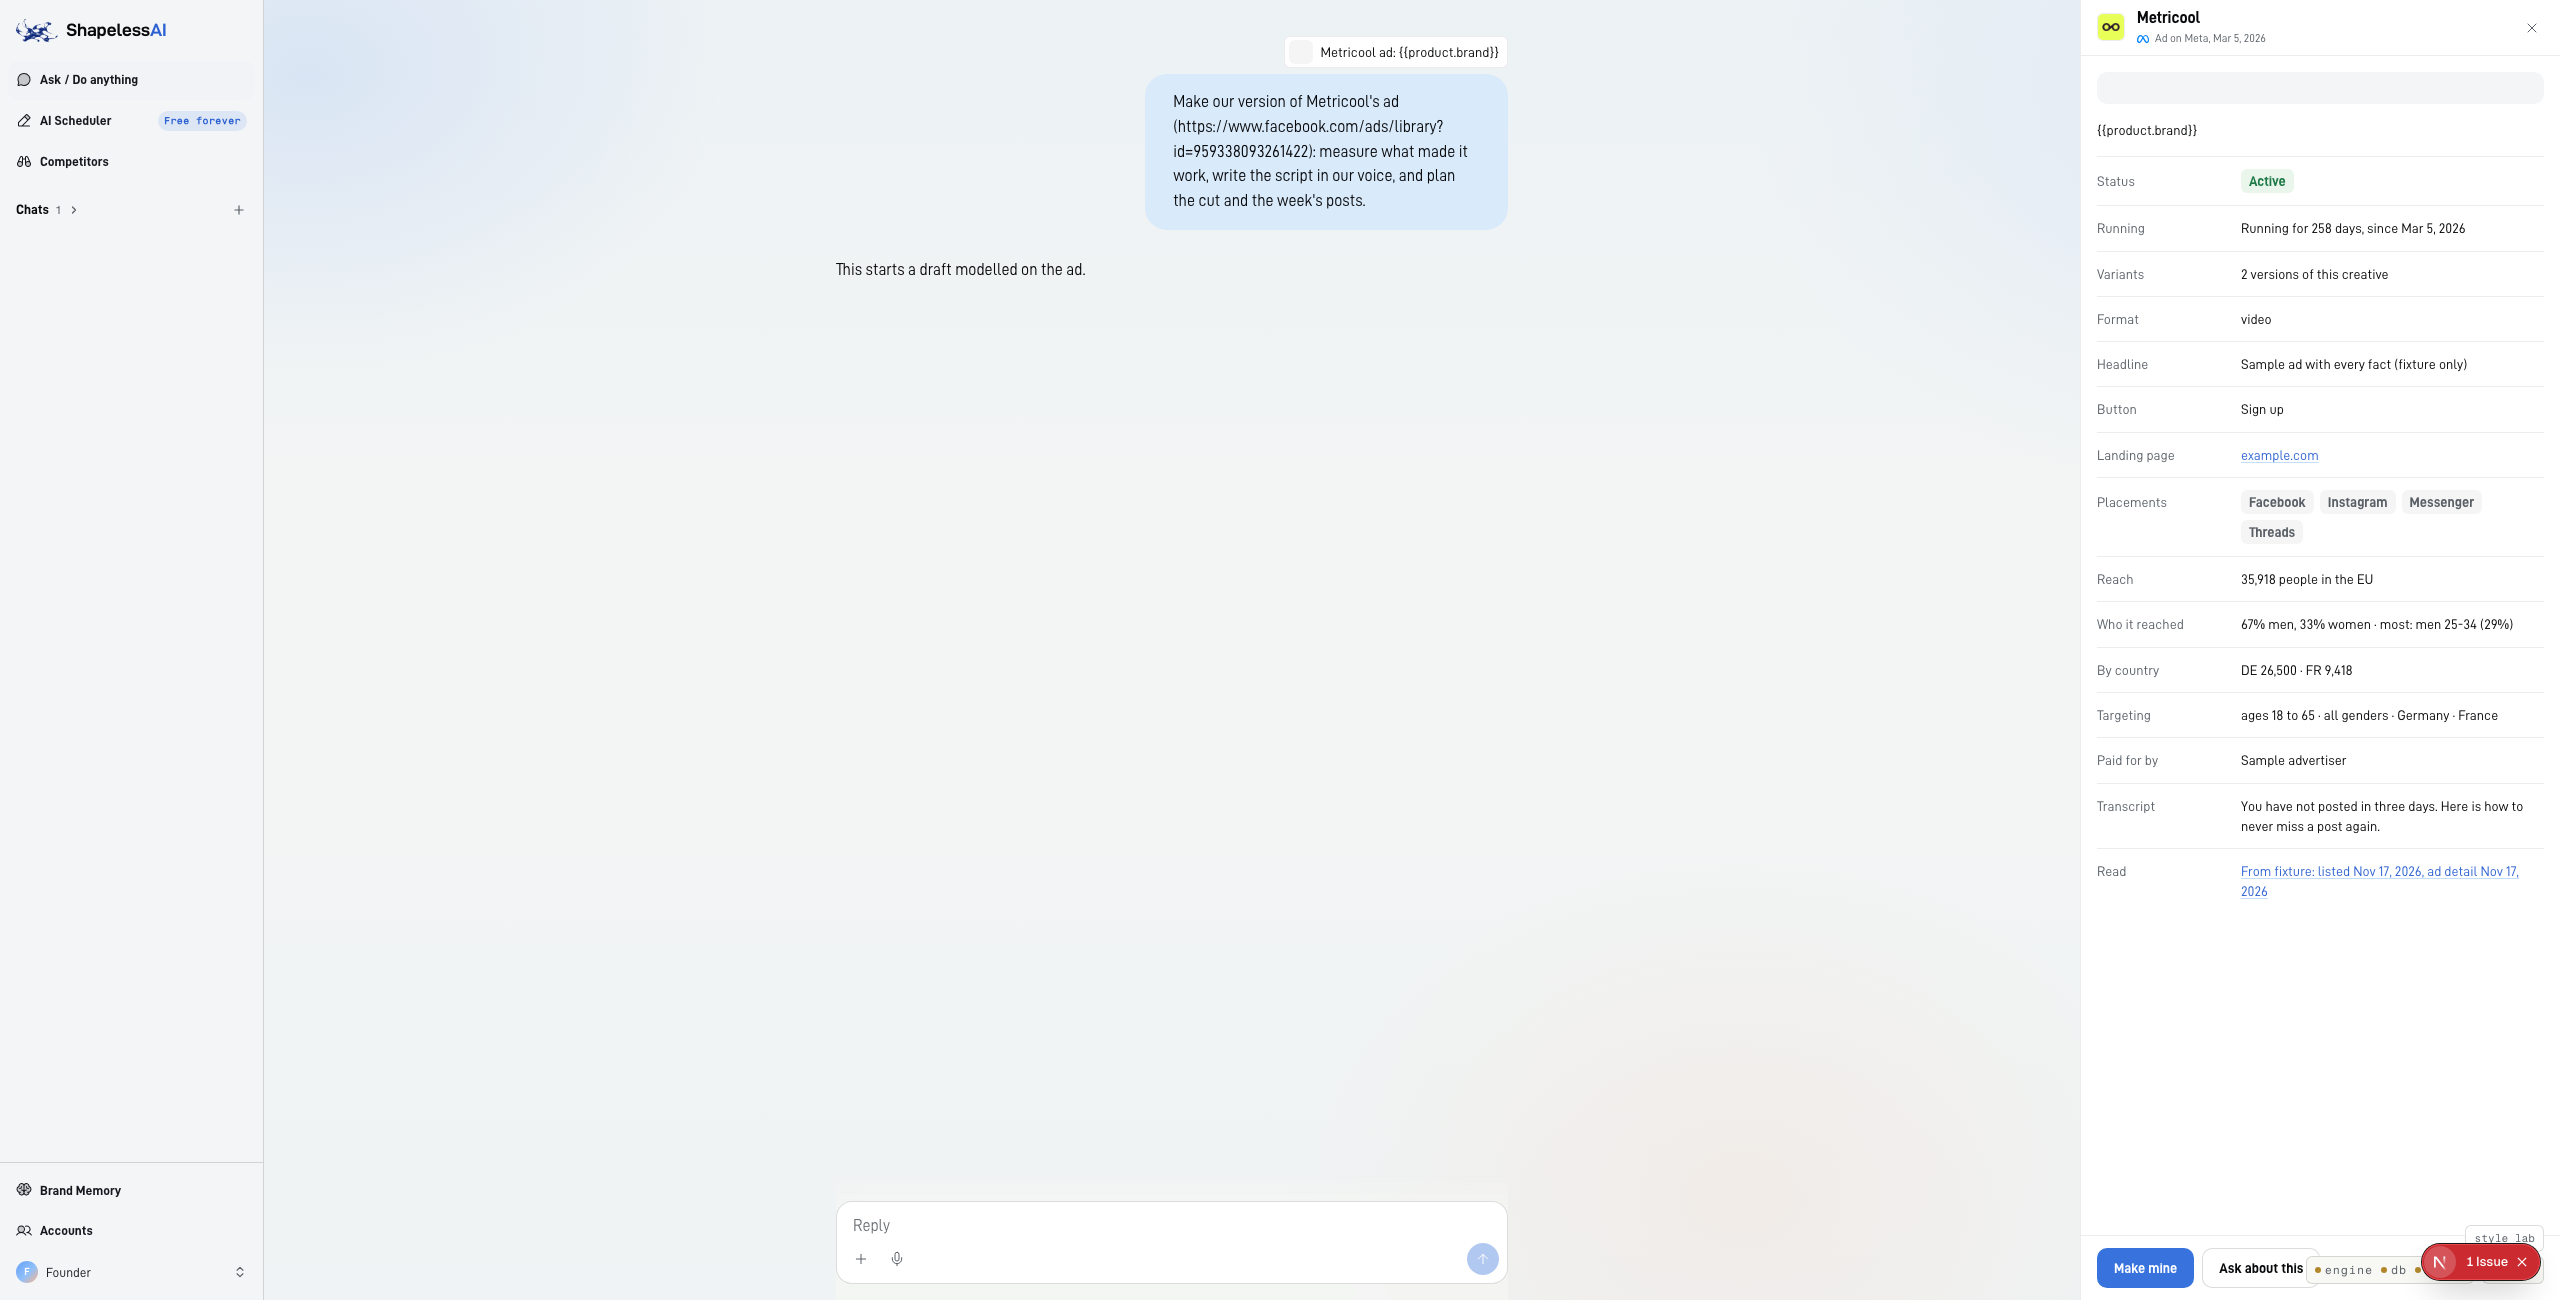 ShapelessAI
Ask / Do anything
AI Scheduler
Free forever
Competitors
Chats 1
Metricool ad: {{product.brand}}
Make our version of Metricool's ad
(https://www.facebook.com/ads/library?
id=959338093261422): measure what made it
work, write the script in our voice, and plan
the cut and the week's posts.
This starts a draft modelled on the ad.
Reply
Brand Memory
Accounts
F
Founder
Metricool
Ad on Meta, Mar 5, 2026
{{product.brand}}
Status Active
Running Running for 258 days, since Mar 5, 2026
Variants 2 versions of this creative
Format video
Headline Sample ad with every fact (fixture only)
Button Sign up
Landing page example.com
Placements Facebook Instagram Messenger
Threads
Reach 35,918 people in the EU
Who it reached 67% men, 33% women · most: men 25-34 (29%)
By country DE 26,500 · FR 9,418
Targeting ages 18 to 65 · all genders · Germany · France
Paid for by Sample advertiser
Transcript You have not posted in three days. Here is how to
never miss a post again.
Read From fixture: listed Nov 17, 2026, ad detail Nov 17,
2026
style lab
Make mine
Ask about this
engine db
N 1 Issue